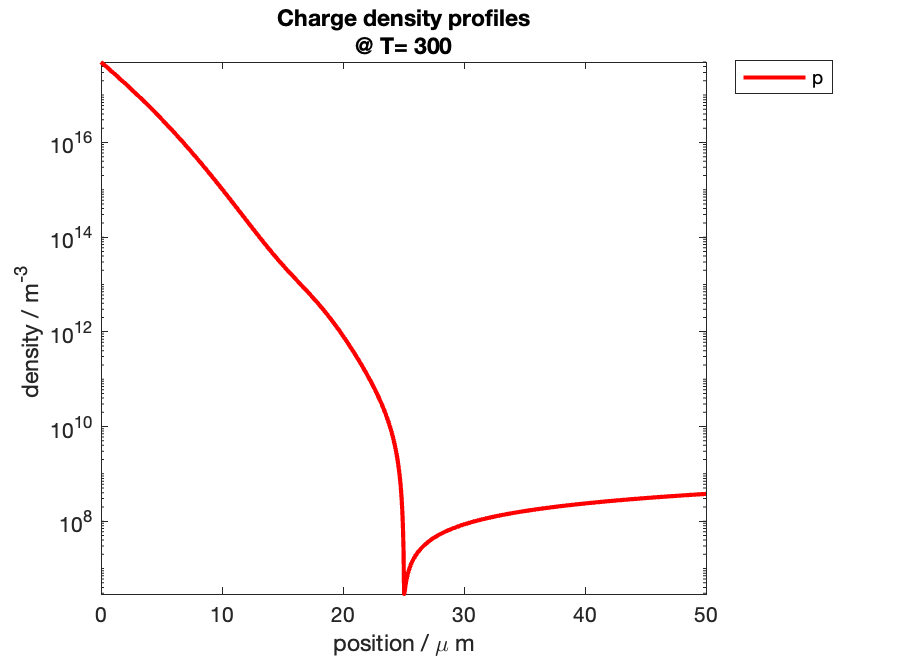 Charge density profiles
@ T= 300
p
10^16
10^14
10^12
10^10
10^8
density / m^-3
0 10 20 30 40 50
position / μ m